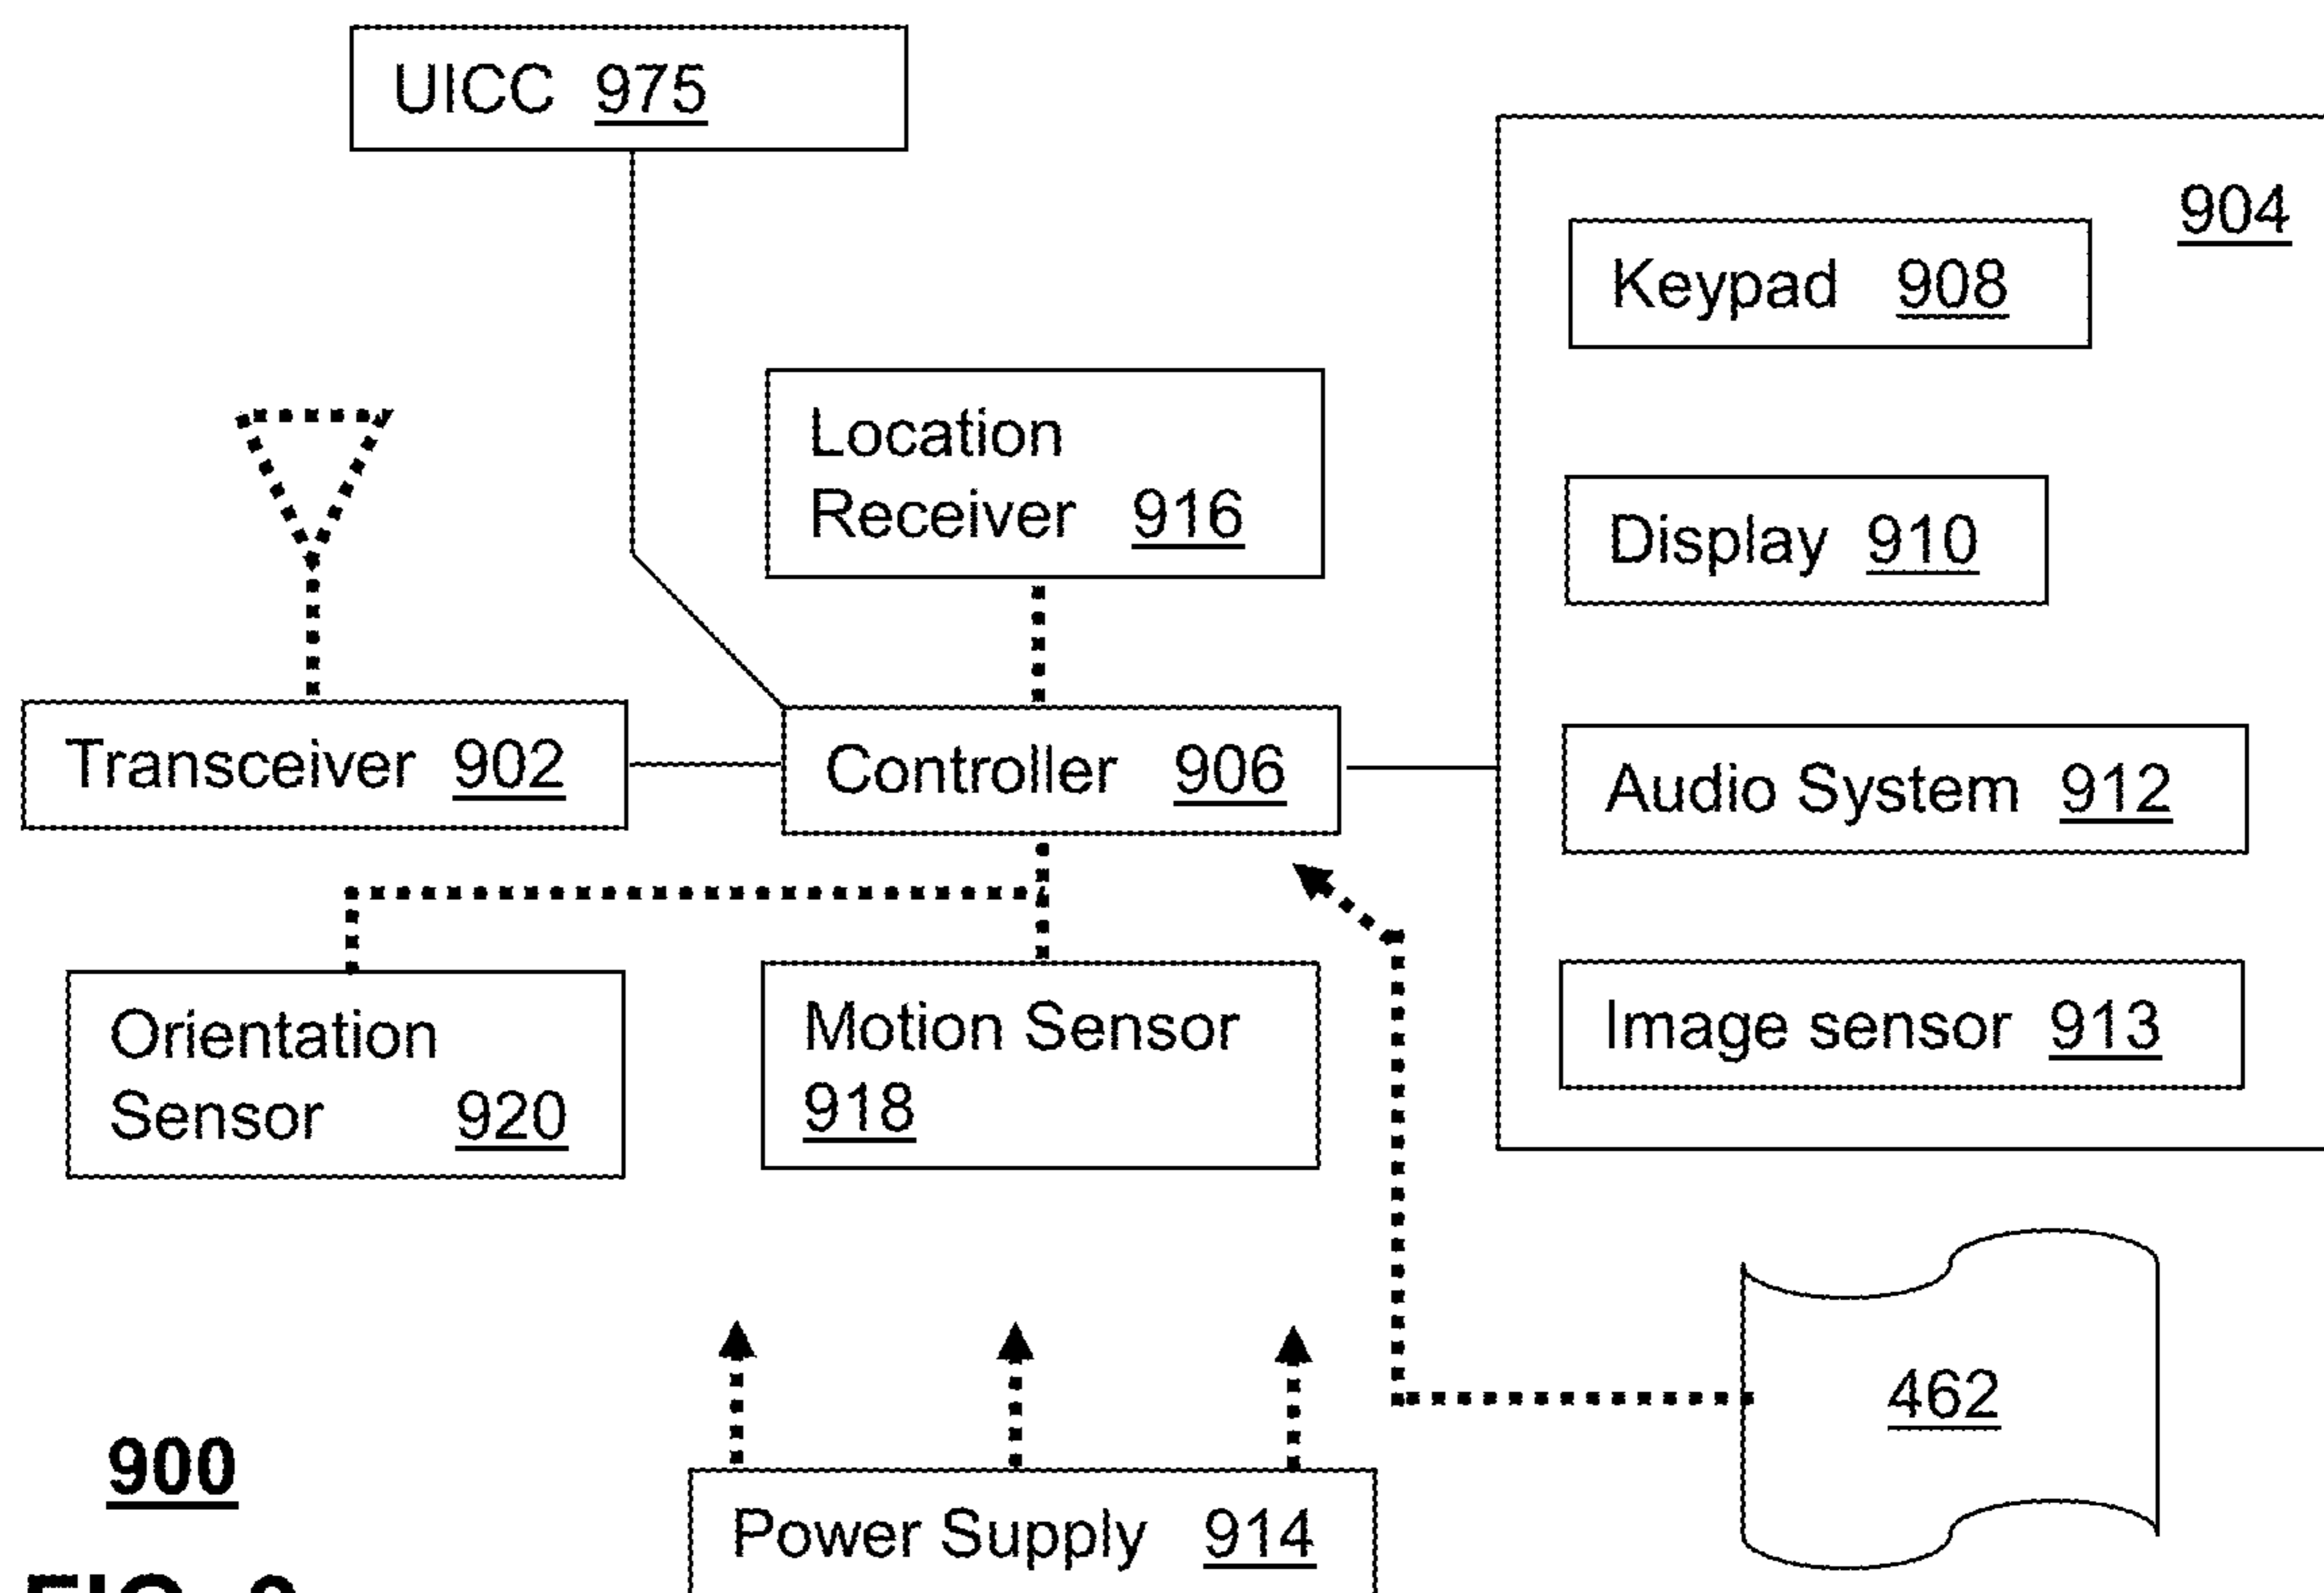 UICC 975
904
Keypad 908
Location
Receiver 916
Display 910
Transceiver 902
Controller 906
Audio System 912
Orientation
Sensor 920
Motion Sensor
918
Image sensor 913
462
900
Power Supply 914